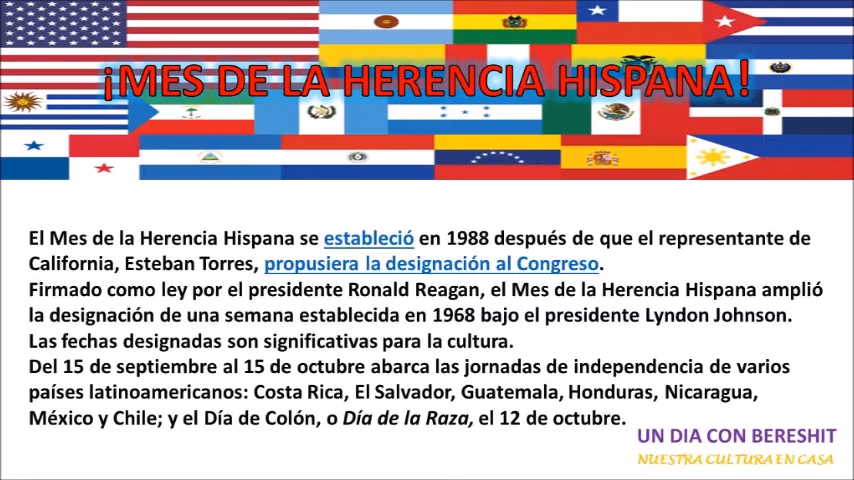 ¡MES DE LA HERENCIA HISPANA!
El Mes de la Herencia Hispana se estableció en 1988 después de que el representante de
California, Esteban Torres, propusiera la designación al Congreso.
Firmado como ley por el presidente Ronald Reagan, el Mes de la Herencia Hispana amplió
la designación de una semana establecida en 1968 bajo el presidente Lyndon Johnson.
Las fechas designadas son significativas para la cultura.
Del 15 de septiembre al 15 de octubre abarca las jornadas de independencia de varios
países latinoamericanos: Costa Rica, El Salvador, Guatemala, Honduras, Nicaragua,
México y Chile; y el Día de Colón, o Día de la Raza, el 12 de octubre.
UN DIA CON BERESHIT
NUESTRA CULTURA EN CASA